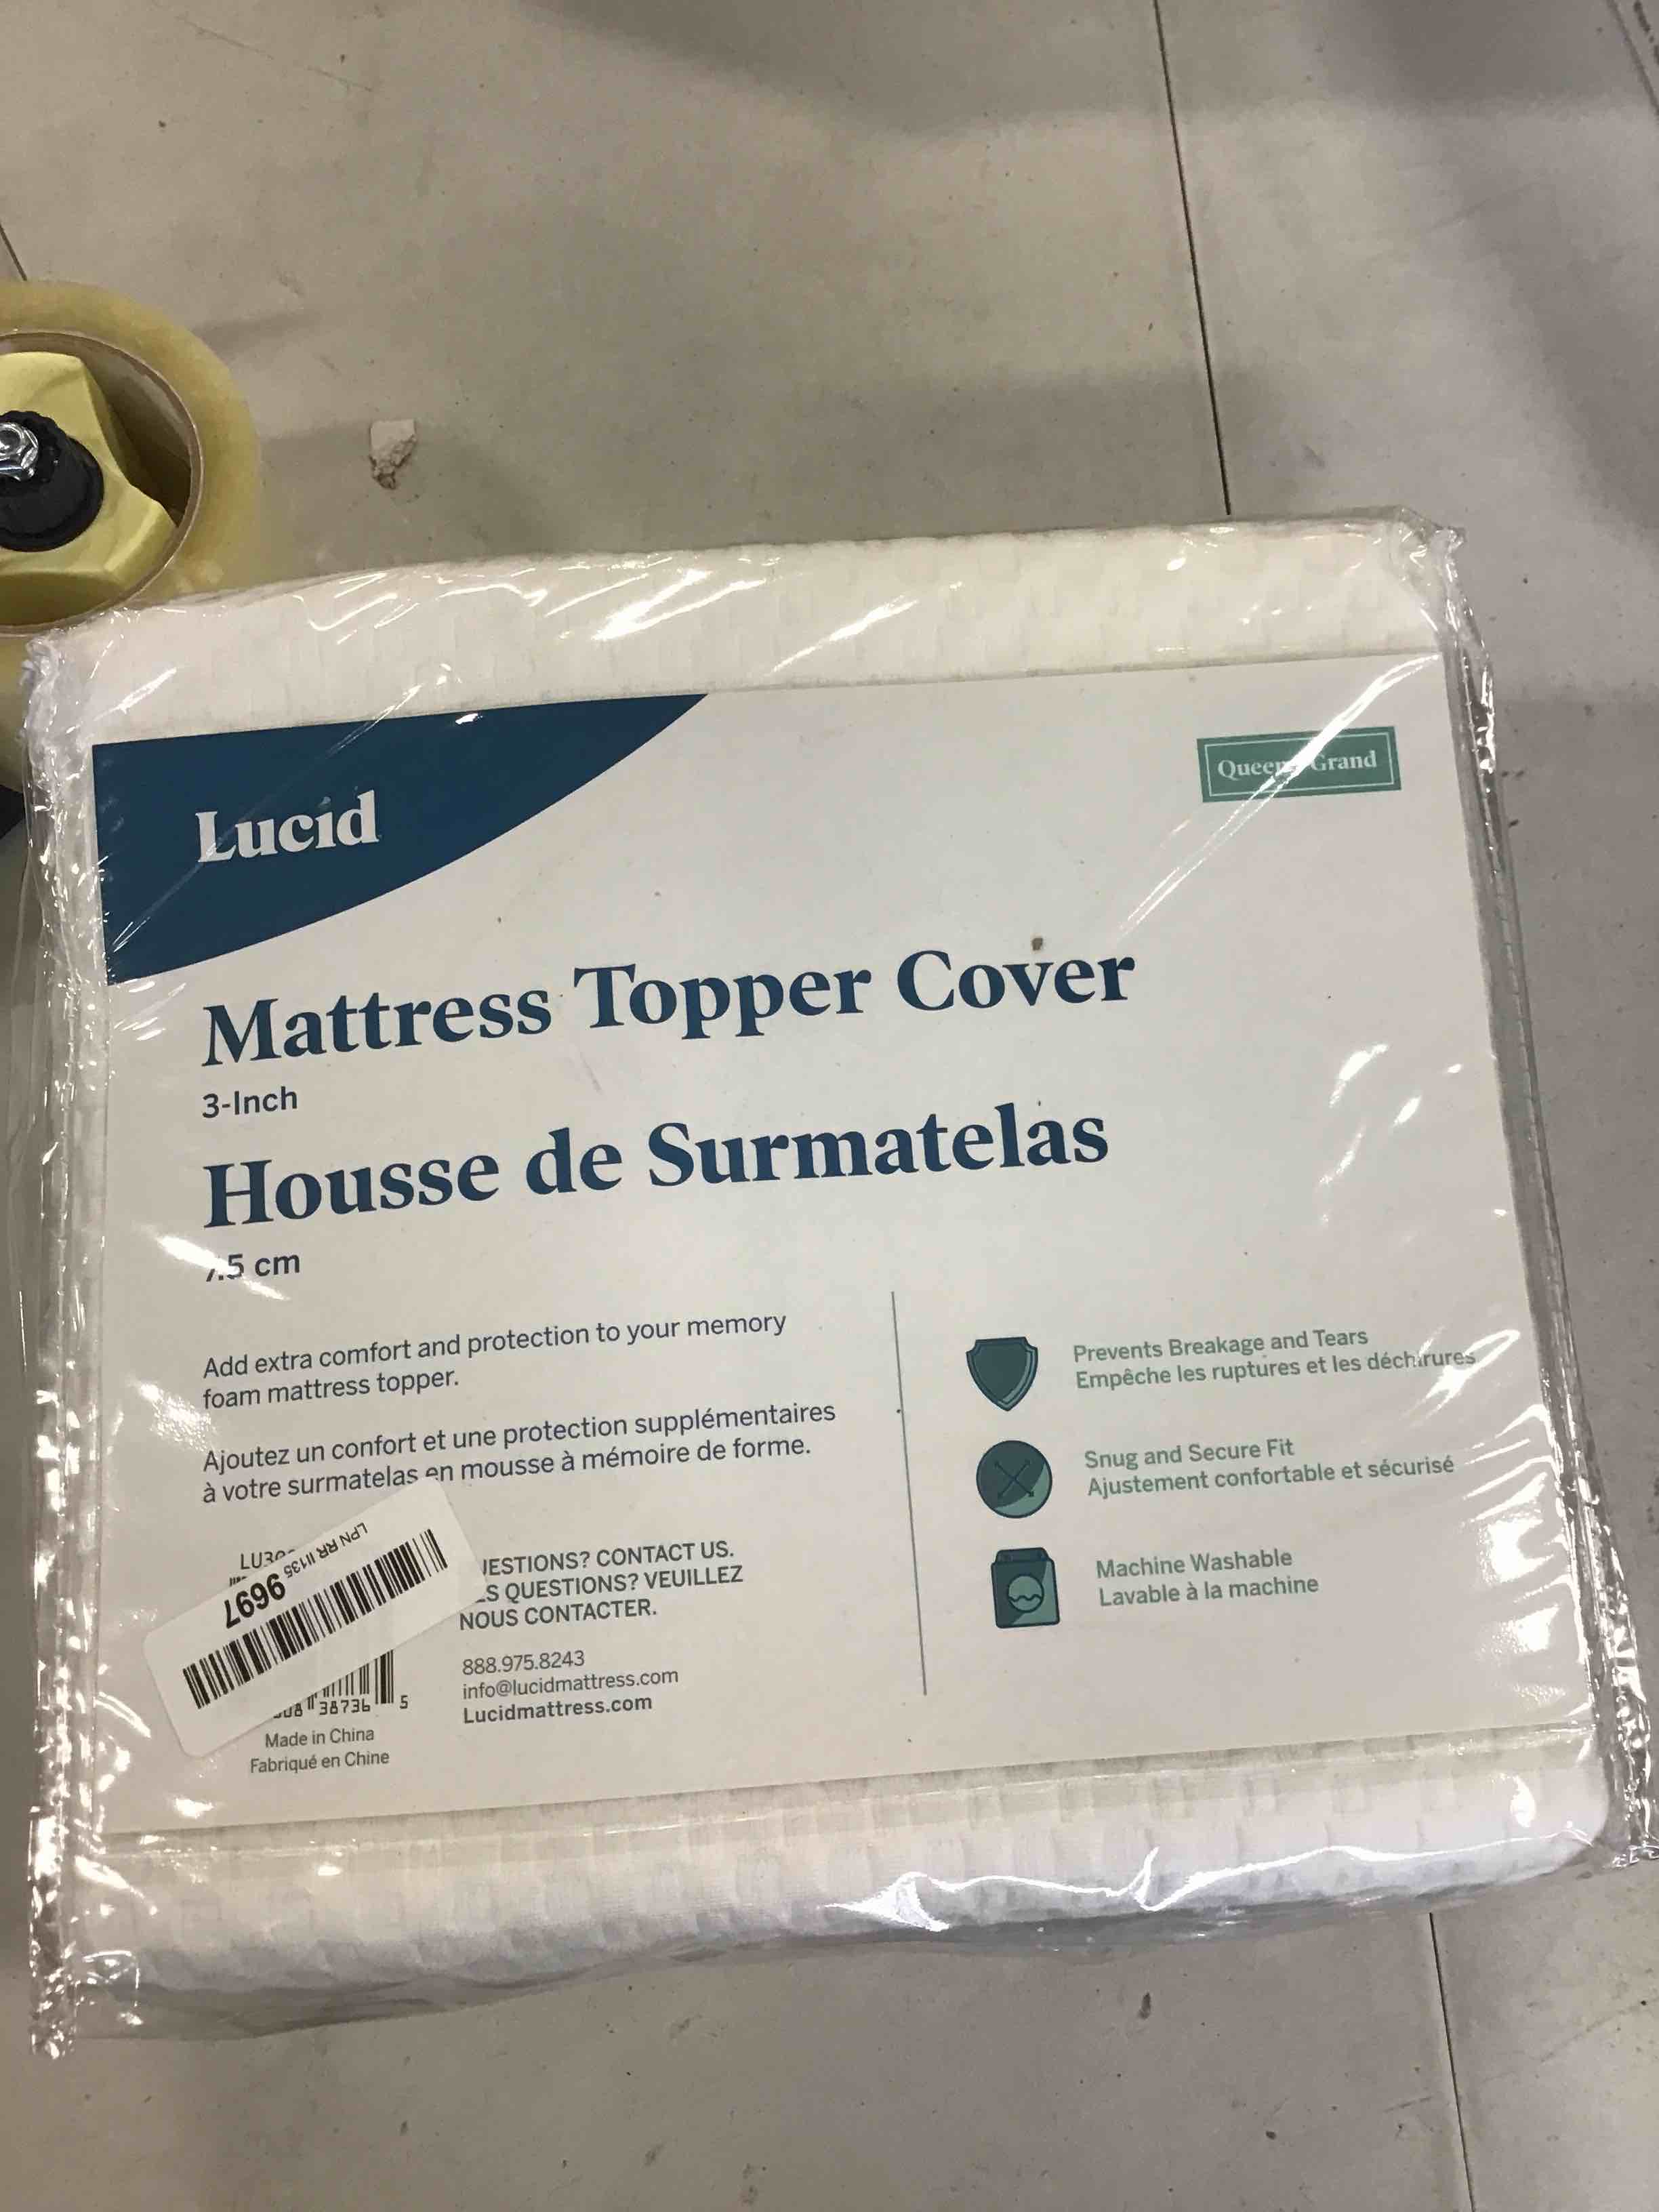 Lucid
Queen Grand
Mattress Topper Cover
3-Inch
Housse de Surmatelas
7.5 cm
Add extra comfort and protection to your memory
foam mattress topper.
Ajoutez un confort et une protection supplémentaires
à votre surmatelas en mousse à mémoire de forme.
Prevents Breakage and Tears
Empêche les ruptures et les déchirures
Snug and Secure Fit
Ajustement confortable et sécurisé
Machine Washable
Lavable à la machine
LPN RR
9697
38736 5
Made in China
Fabriqué en Chine
QUESTIONS? CONTACT US.
QUESTIONS? VEUILLEZ
NOUS CONTACTER.
888.975.8243
info@lucidmattress.com
Lucidmattress.com